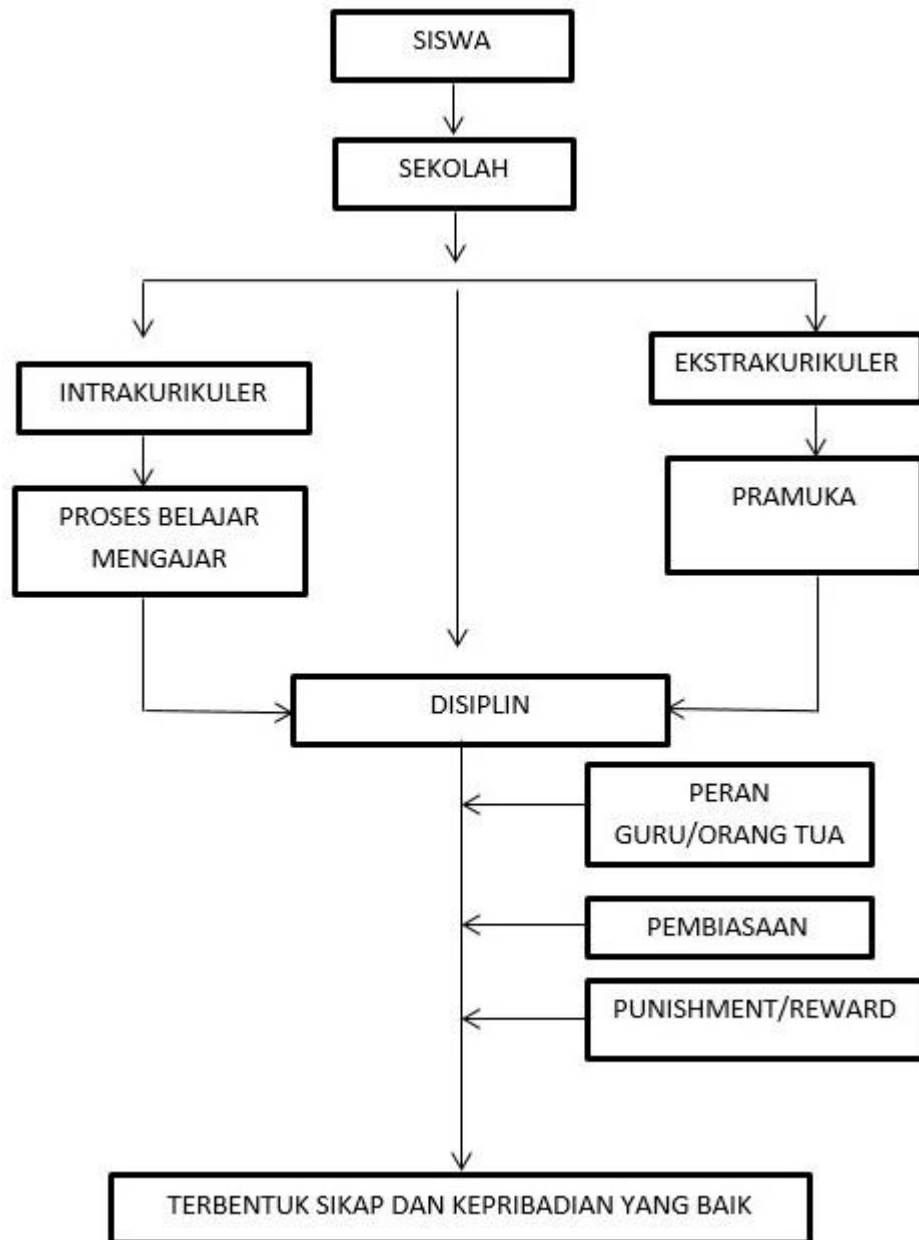 SISWA
SEKOLAH
INTRAKURIKULER
EKSTRAKURIKULER
PROSES BELAJAR
MENGAJAR
PRAMUKA
DISIPLIN
PERAN
GURU/ORANG TUA
PEMBIASAAN
PUNISHMENT/REWARD
TERBENTUK SIKAP DAN KEPRIBADIAN YANG BAIK